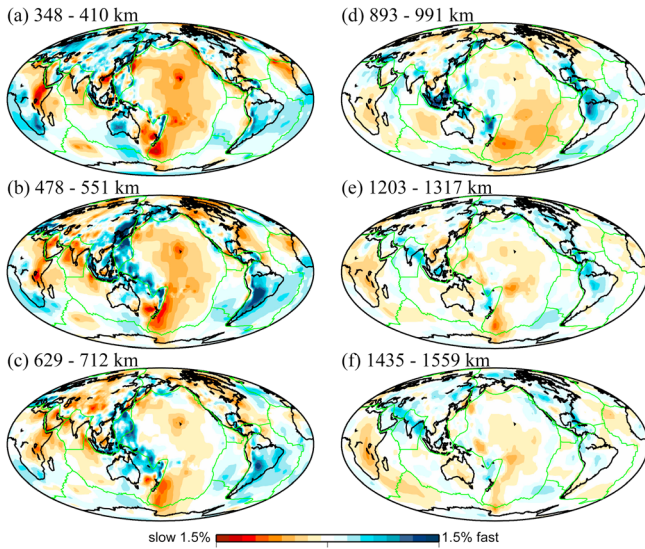 (a) 348 - 410 km
(d) 893 - 991 km
(b) 478 - 551 km
(e) 1203 - 1317 km
(c) 629 - 712 km
(f) 1435 - 1559 km
slow 1.5%
1.5% fast